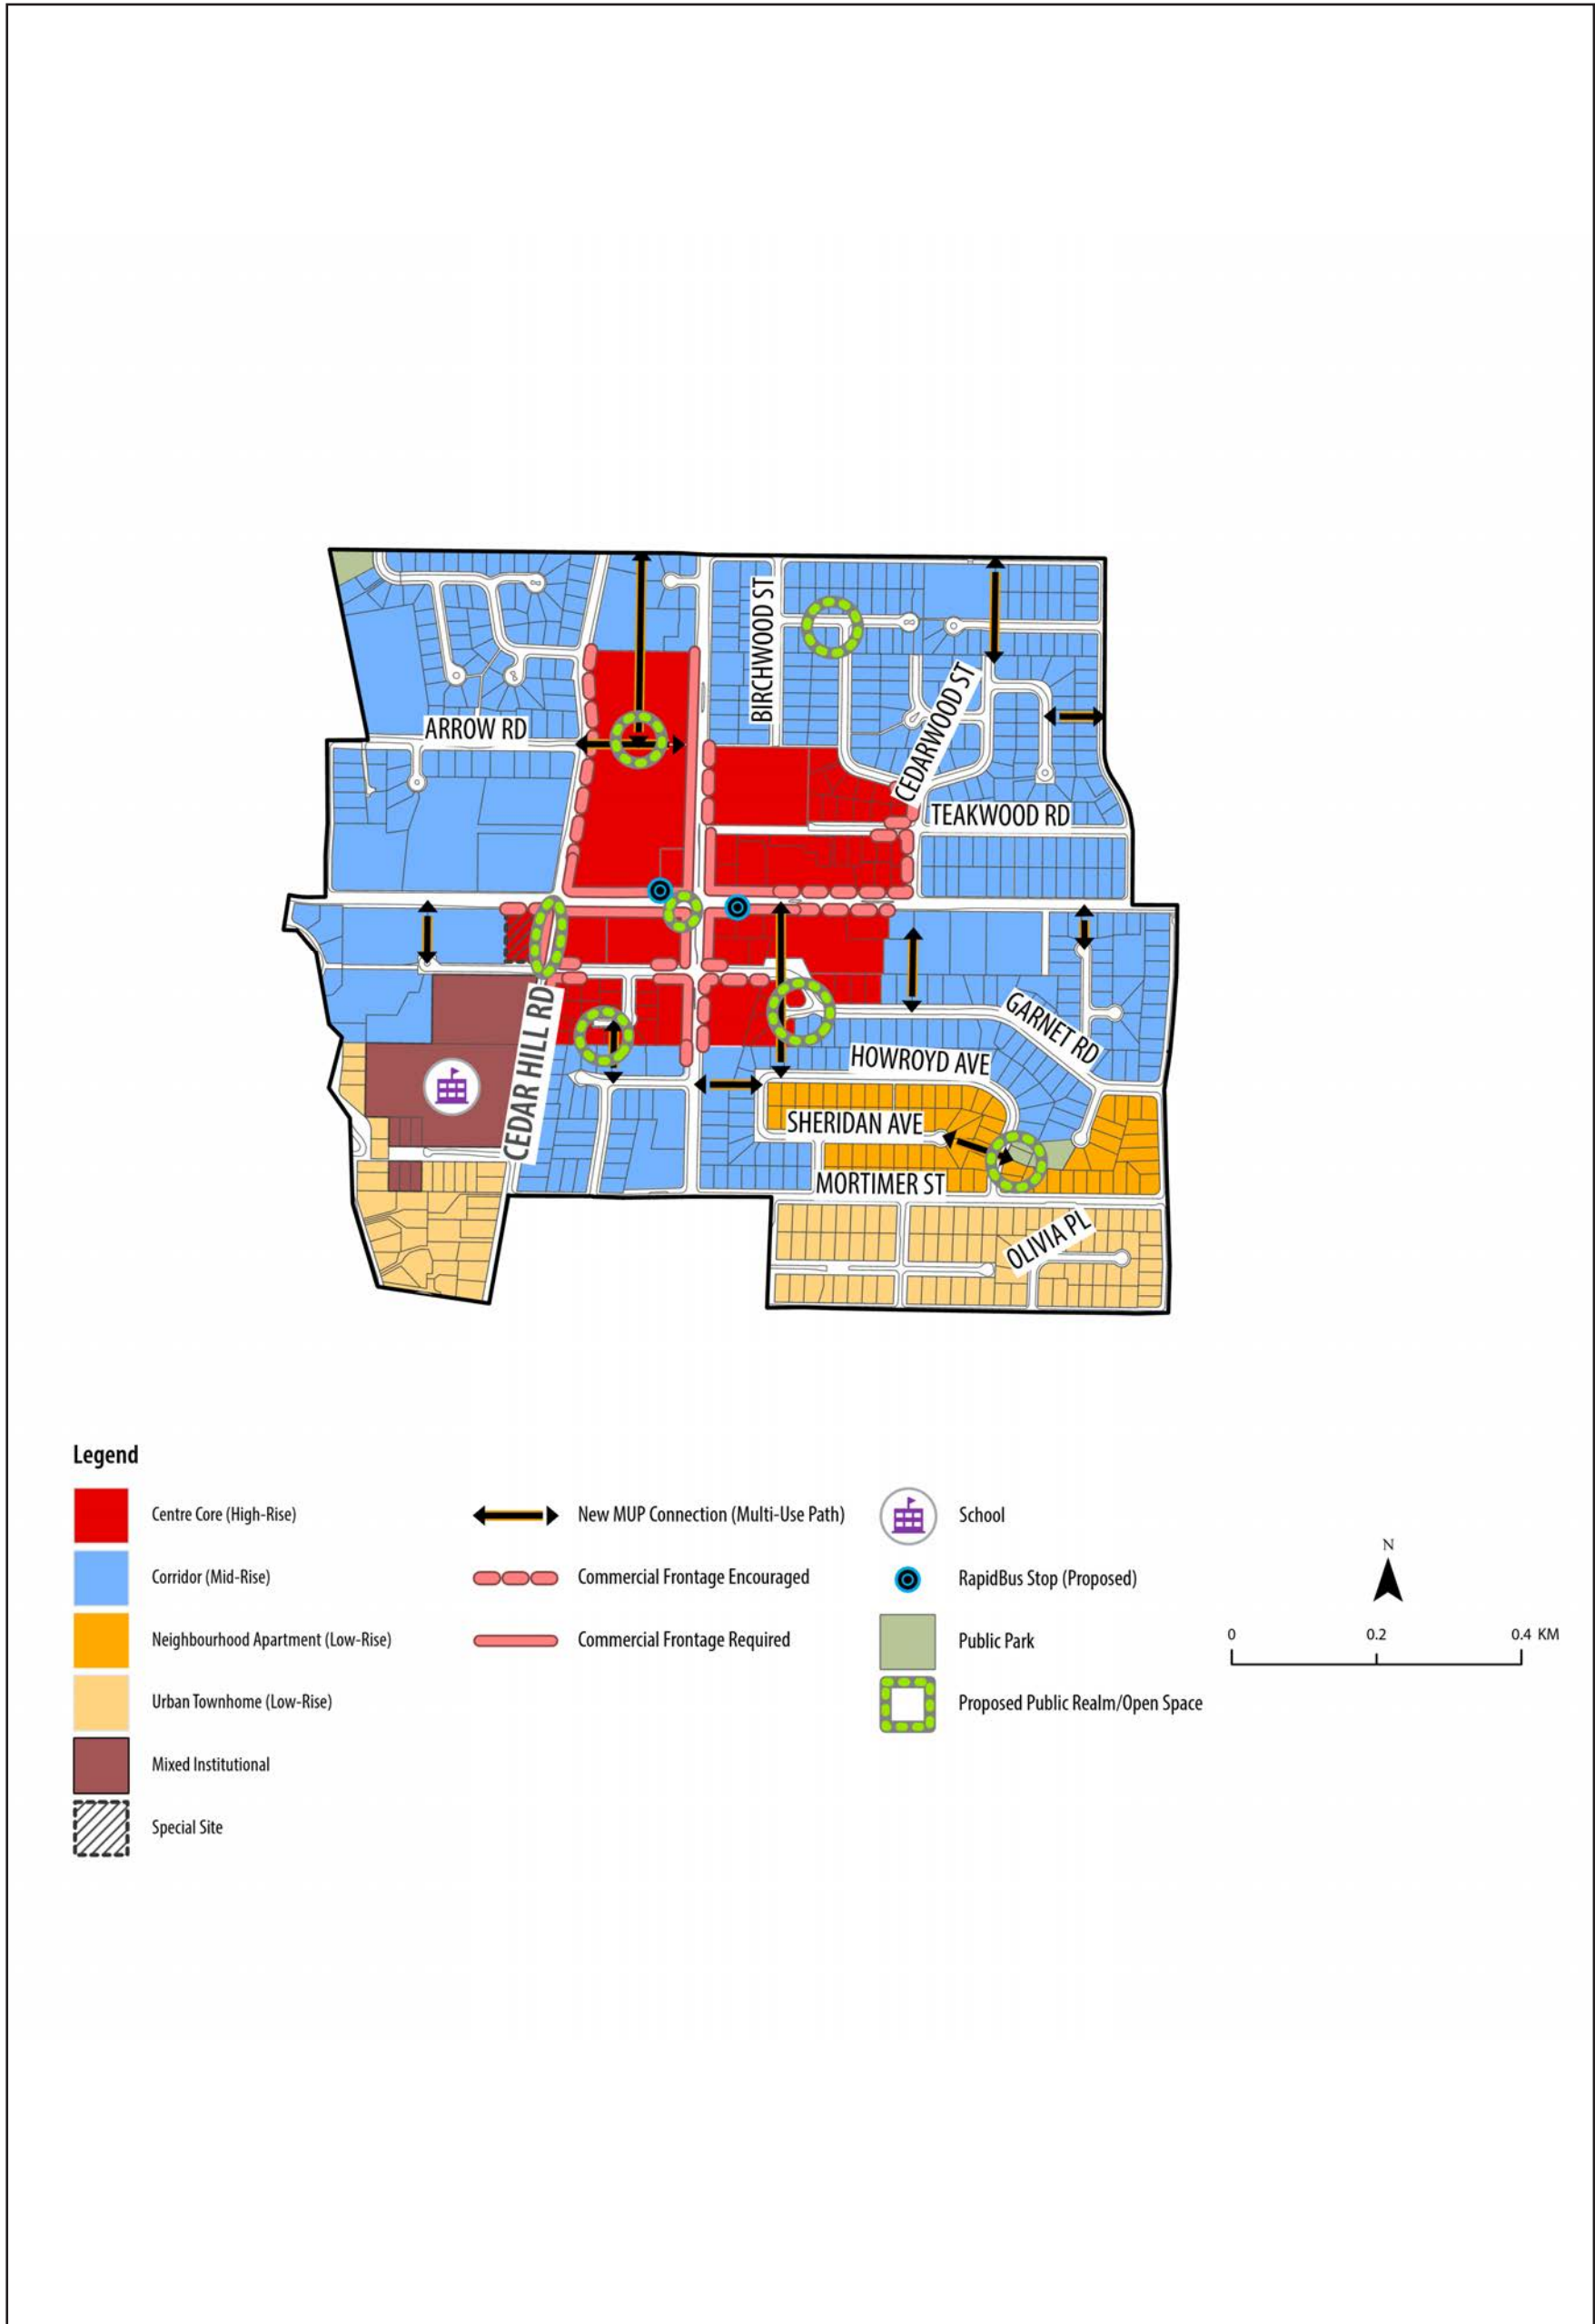 BIRCHWOOD ST
CEDARWOOD ST
ARROW RD
TEAKWOOD RD
CEDAR HILL RD
GARNET RD
HOWROYD AVE
SHERIDAN AVE
MORTIMER ST
OLIVIA PL
Legend
Centre Core (High-Rise)
Corridor (Mid-Rise)
Neighbourhood Apartment (Low-Rise)
Urban Townhome (Low-Rise)
Mixed Institutional
Special Site
New MUP Connection (Multi-Use Path)
Commercial Frontage Encouraged
Commercial Frontage Required
School
RapidBus Stop (Proposed)
Public Park
Proposed Public Realm/Open Space
N
0 0.2 0.4 KM